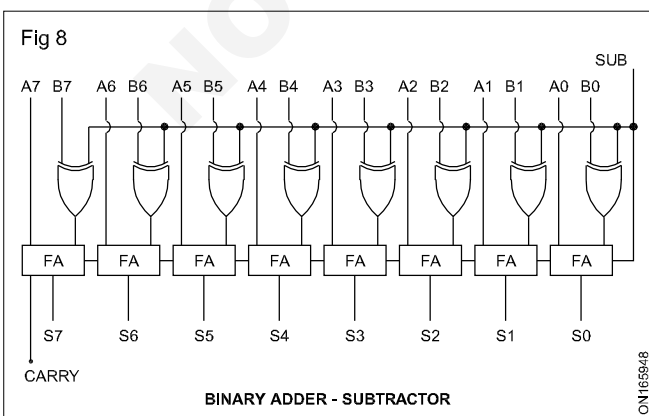 Fig 8
SUB
A7 B7 A6 B6 A5 B5 A4 B4 A3 B3 A2 B2 A1 B1 A0 B0
FA FA FA FA FA FA FA FA
S7 S6 S5 S4 S3 S2 S1 S0
CARRY
BINARY ADDER - SUBTRACTOR
ON165948
NO